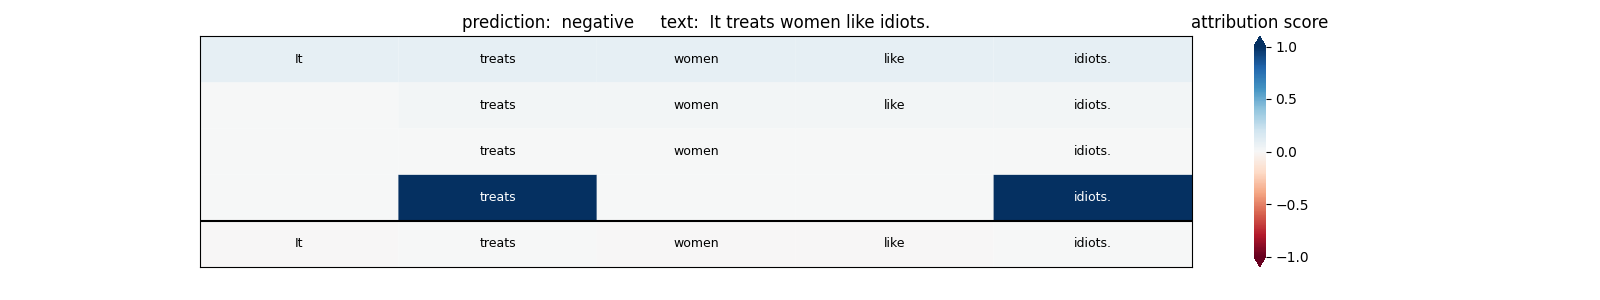 prediction:  negative     text:  It treats women like idiots.
attribution score
It treats women like idiots.
treats women like idiots.
treats women idiots.
treats idiots.
It treats women like idiots.
1.0
0.5
0.0
−0.5
−1.0